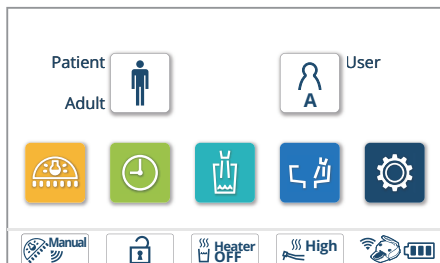 Patient
User
Adult
A
Manual
Heater
OFF
High